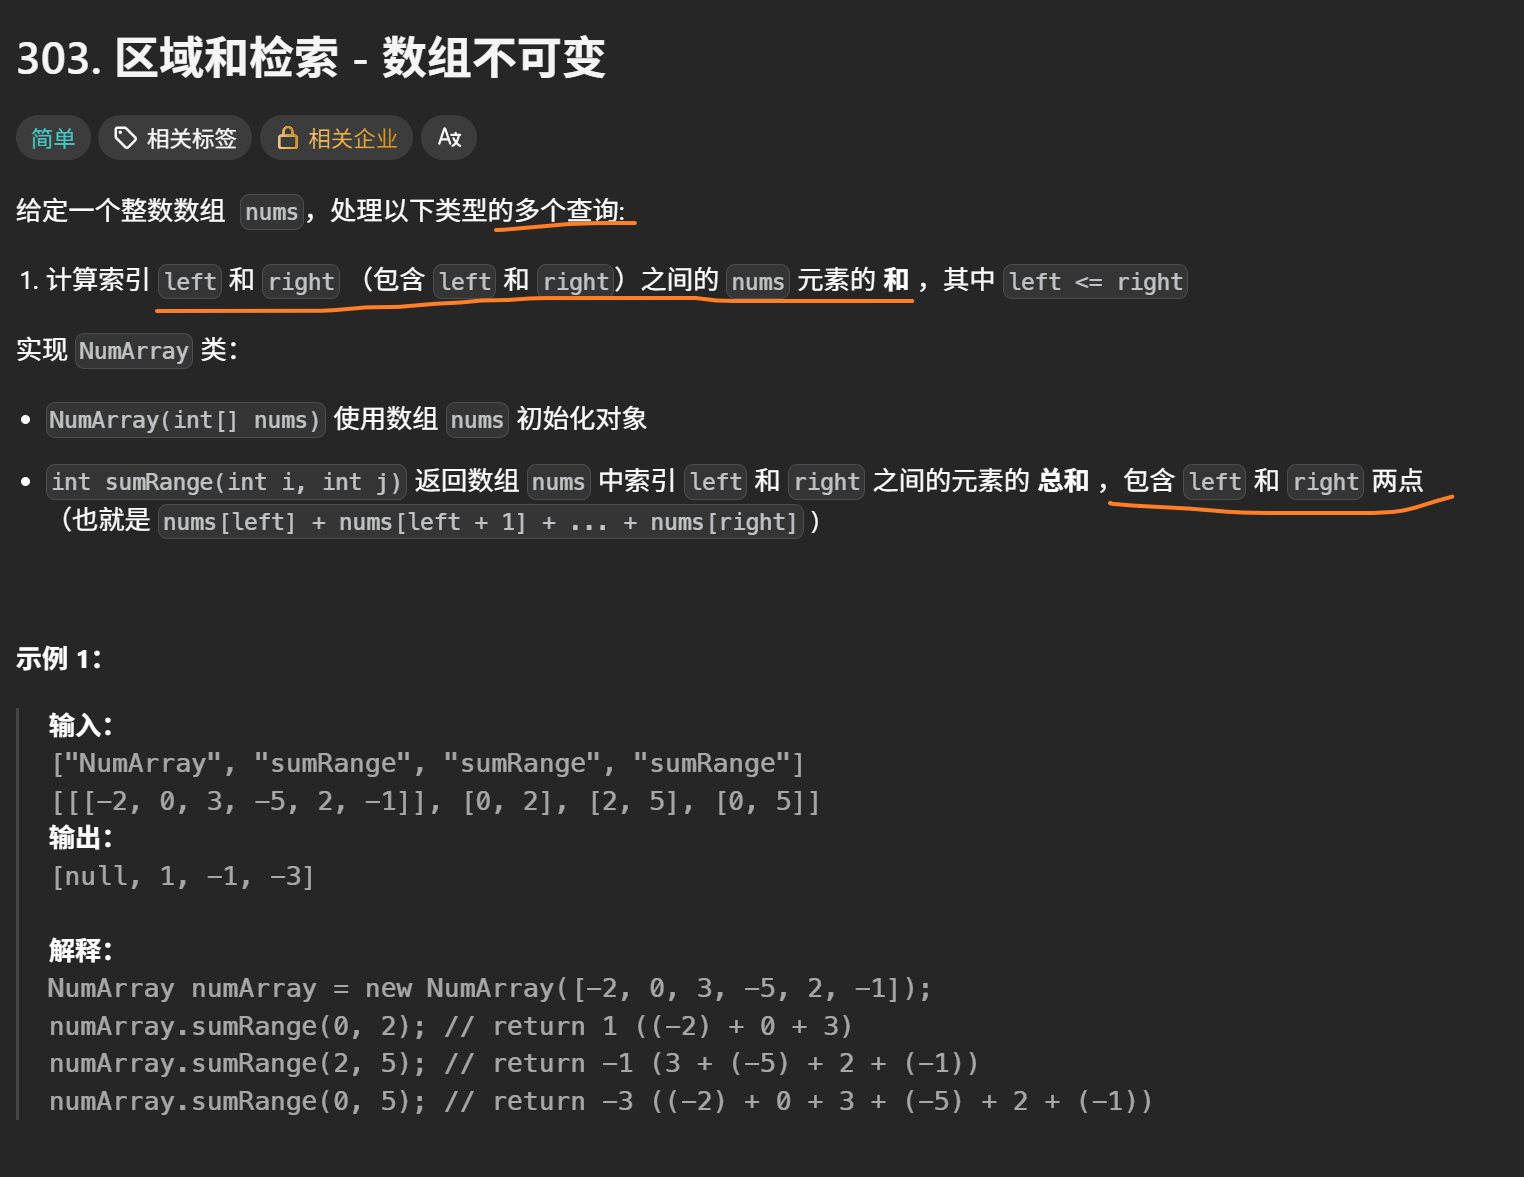 303. 区域和检索 - 数组不可变
简单 相关标签 相关企业 A文
给定一个整数数组 nums，处理以下类型的多个查询:
1. 计算索引 left 和 right （包含 left 和 right）之间的 nums 元素的 和 ，其中 left <= right
实现 NumArray 类：
• NumArray(int[] nums) 使用数组 nums 初始化对象
• int sumRange(int i, int j) 返回数组 nums 中索引 left 和 right 之间的元素的 总和 ，包含 left 和 right 两点
（也就是 nums[left] + nums[left + 1] + ... + nums[right] )
示例 1：
输入：
["NumArray", "sumRange", "sumRange", "sumRange"]
[[[-2, 0, 3, -5, 2, -1]], [0, 2], [2, 5], [0, 5]]
输出：
[null, 1, -1, -3]
解释：
NumArray numArray = new NumArray([-2, 0, 3, -5, 2, -1]);
numArray.sumRange(0, 2); // return 1 ((-2) + 0 + 3)
numArray.sumRange(2, 5); // return -1 (3 + (-5) + 2 + (-1))
numArray.sumRange(0, 5); // return -3 ((-2) + 0 + 3 + (-5) + 2 + (-1))